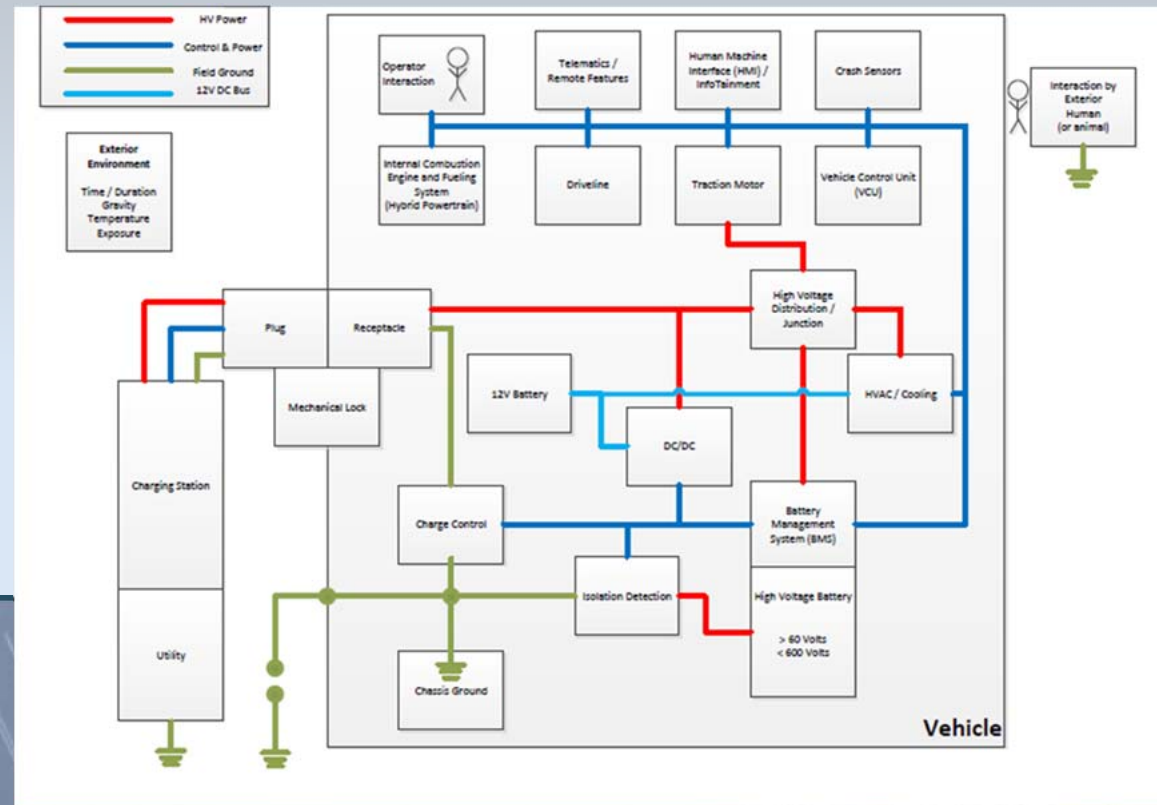 HV Power
Control & Power
Field Ground
12V DC Bus
Exterior
Environment
Time / Duration
Gravity
Temperature
Exposure
Operator
Interaction
Telematics /
Remote Features
Human Machine
Interface (HMI) /
InfoTainment
Crash Sensors
Interaction by
Exterior
Human
(or animal)
Internal Combustion
Engine and Fueling
System
(Hybrid Powertrain)
Driveline
Traction Motor
Vehicle Control Unit
(VCU)
Plug
Receptacle
High Voltage
Distribution /
Junction
Mechanical Lock
12V Battery
HVAC / Cooling
DC/DC
Charging Station
Charge Control
Battery
Management
System (BMS)
Isolation Detection
High Voltage Battery
> 60 Volts
< 600 Volts
Utility
Chassis Ground
Vehicle